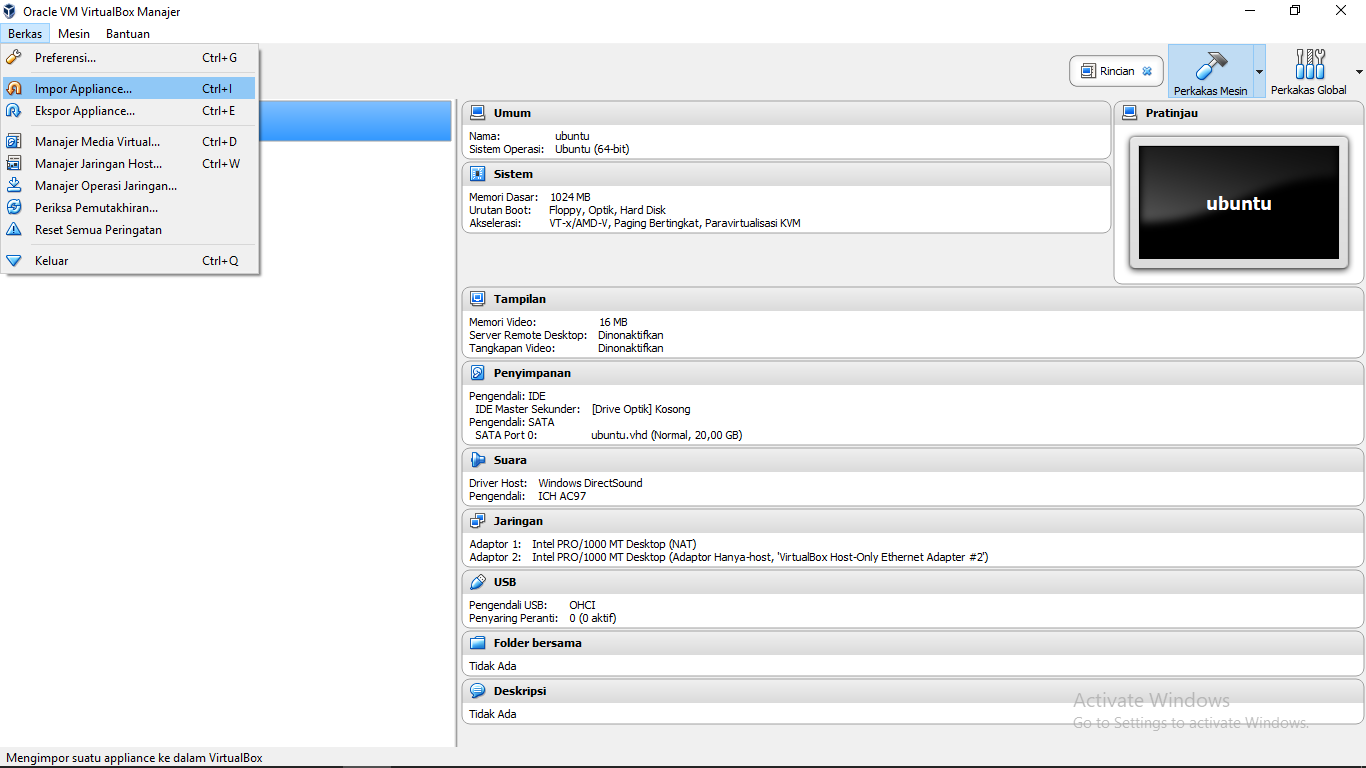 Oracle VM VirtualBox Manajer
Berkas Mesin Bantuan
Preferensi... Ctrl+G
Impor Appliance... Ctrl+I
Ekspor Appliance... Ctrl+E
Manajer Media Virtual... Ctrl+D
Manajer Jaringan Host... Ctrl+W
Manajer Operasi Jaringan...
Periksa Pemutakhiran...
Reset Semua Peringatan
Keluar Ctrl+Q
Rincian
Perkakas Mesin
Perkakas Global
Umum
Nama: ubuntu
Sistem Operasi: Ubuntu (64-bit)
Sistem
Memori Dasar: 1024 MB
Urutan Boot: Floppy, Optik, Hard Disk
Akselerasi: VT-x/AMD-V, Paging Bertingkat, Paravirtualisasi KVM
Pratinjau
ubuntu
Tampilan
Memori Video: 16 MB
Server Remote Desktop: Dinonaktifkan
Tangkapan Video: Dinonaktifkan
Penyimpanan
Pengendali: IDE
IDE Master Sekunder: [Drive Optik] Kosong
Pengendali: SATA
SATA Port 0: ubuntu.vhd (Normal, 20,00 GB)
Suara
Driver Host: Windows DirectSound
Pengendali: ICH AC97
Jaringan
Adaptor 1: Intel PRO/1000 MT Desktop (NAT)
Adaptor 2: Intel PRO/1000 MT Desktop (Adaptor Hanya-host, 'VirtualBox Host-Only Ethernet Adapter #2')
USB
Pengendali USB: OHCI
Penyaring Peranti: 0 (0 aktif)
Folder bersama
Tidak Ada
Deskripsi
Tidak Ada
Activate Windows
Go to Settings to activate Windows.
Mengimpor suatu appliance ke dalam VirtualBox